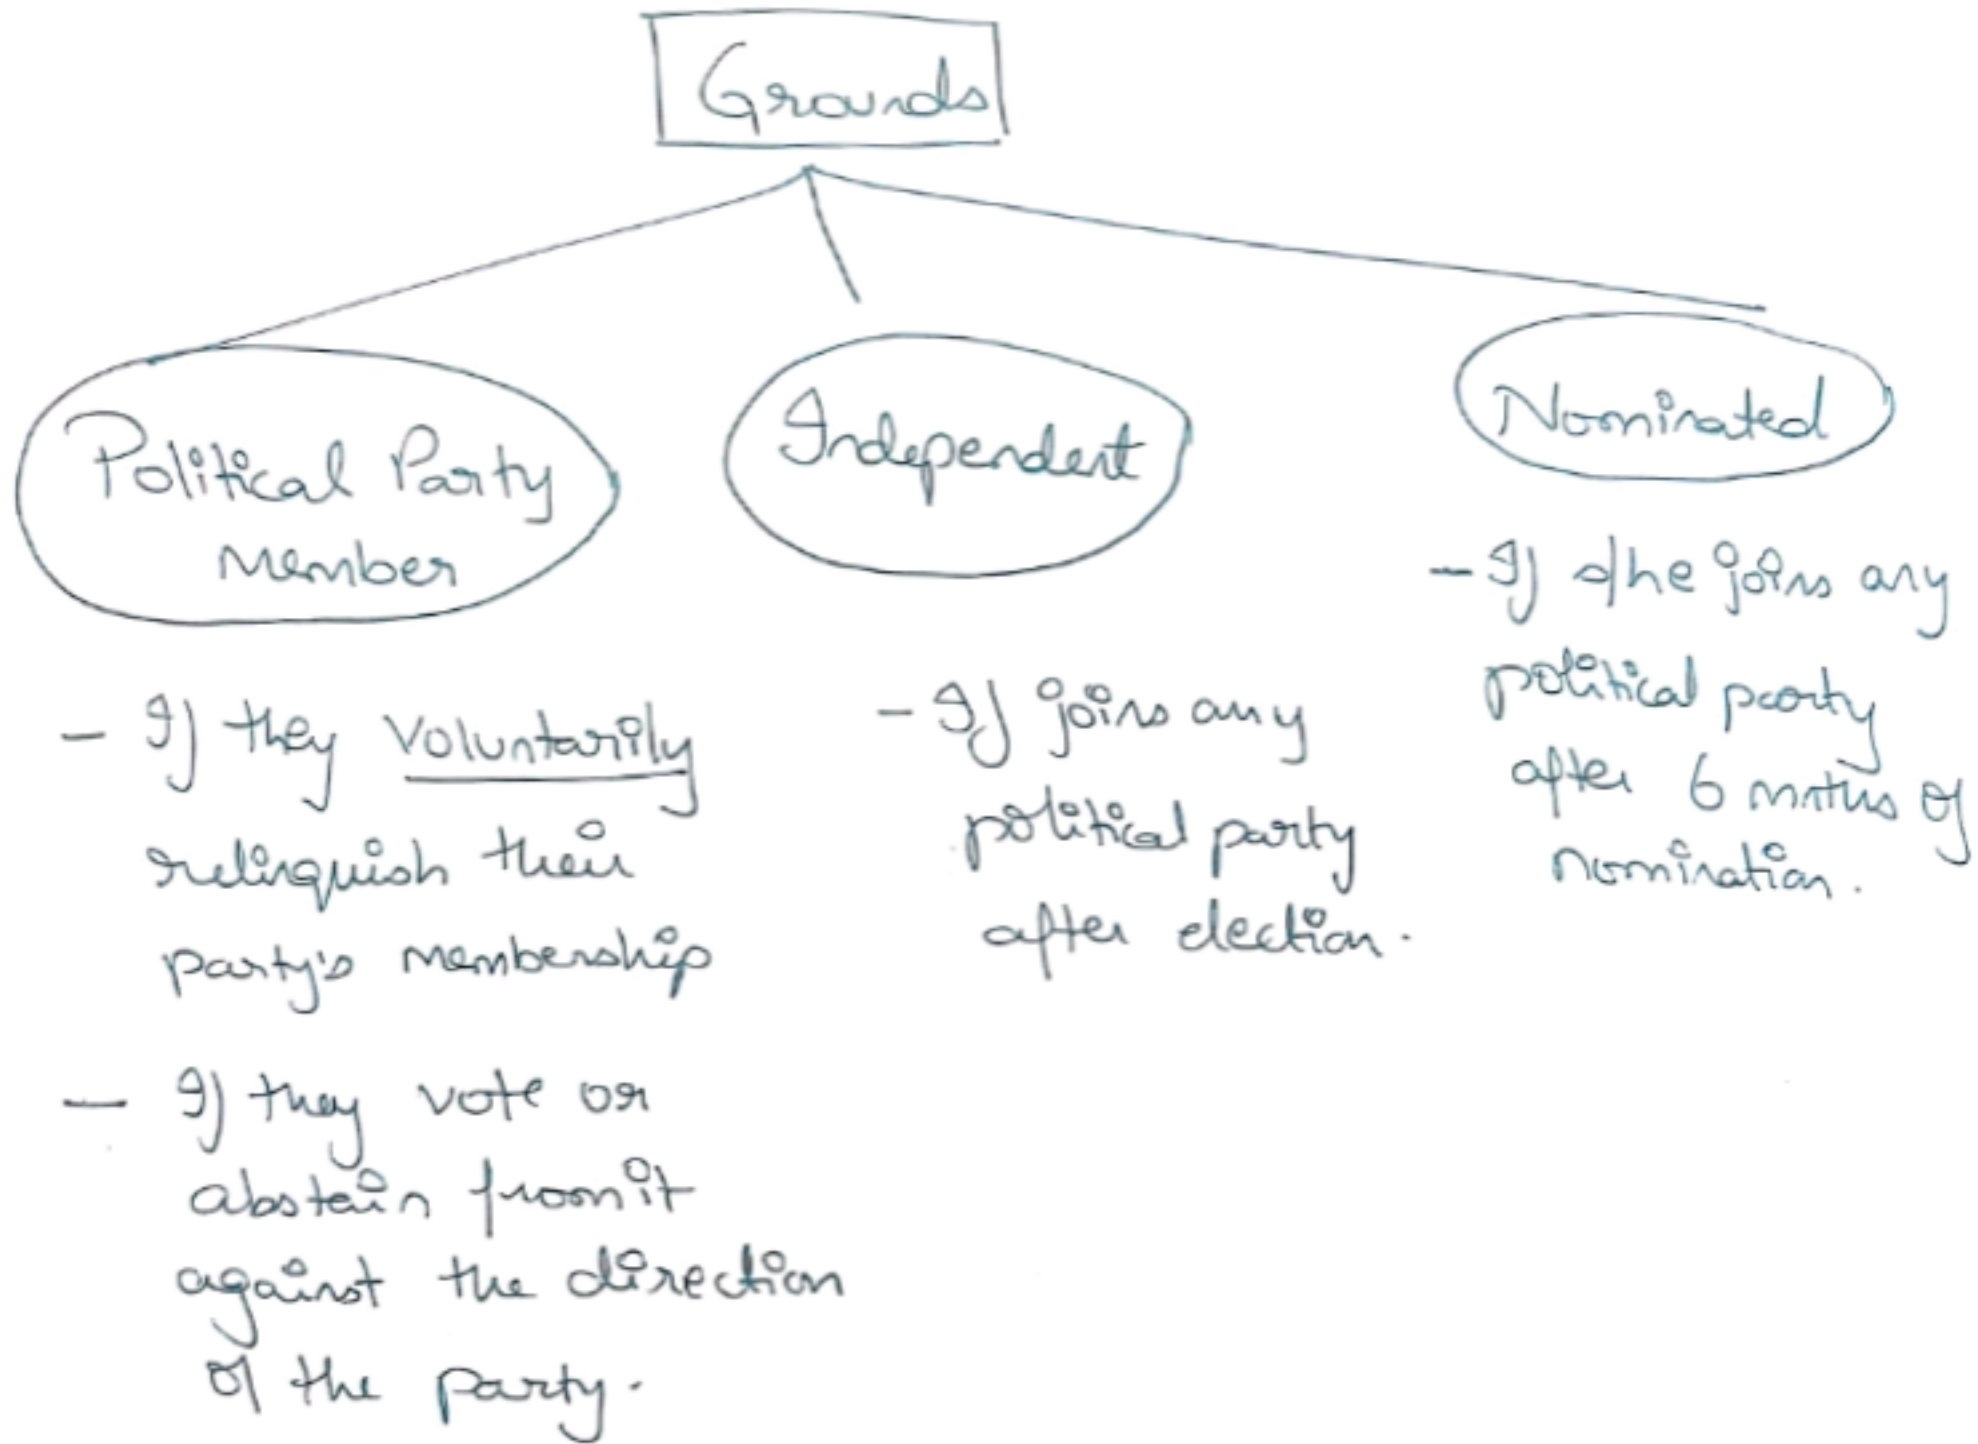 Grounds
Political Party
Member
- If they Voluntarily
relinquish their
party's membership
- If they vote or
abstain from it
against the direction
of the party.
Independent
- If joins any
political party
after election.
Nominated
- If s/he joins any
political party
after 6 mnths of
nomination.